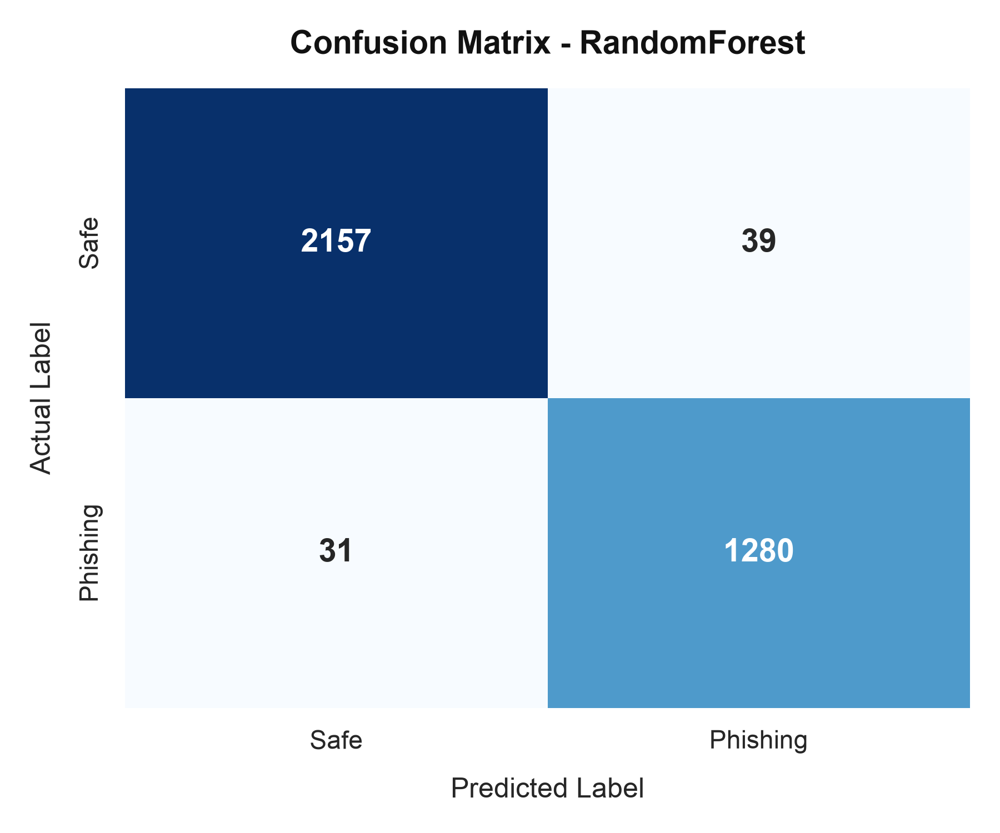 Confusion Matrix - RandomForest
Actual Label
Safe
2157
39
Phishing
31
1280
Safe
Phishing
Predicted Label